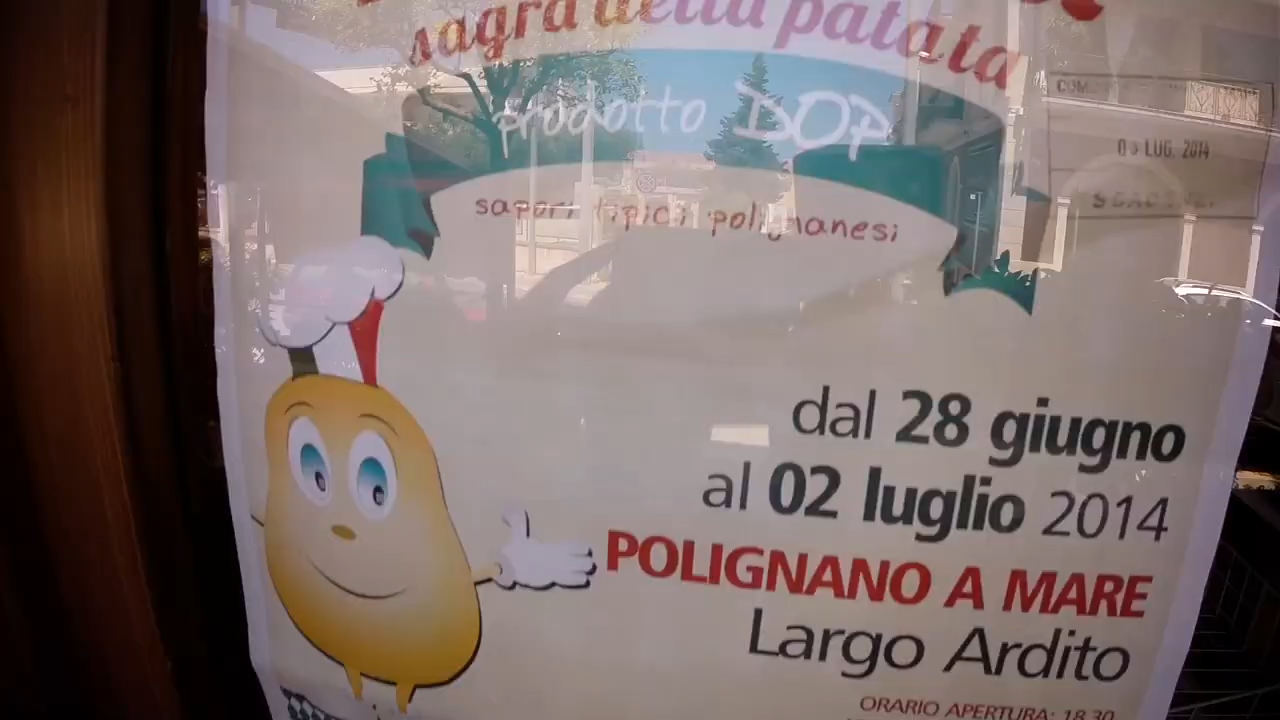 sagra della patata
prodotto DOP
sapori tipici polignanesi
03 LUG. 2014
dal 28 giugno
al 02 luglio 2014
POLIGNANO A MARE
Largo Ardito
ORARIO APERTURA: 18.30